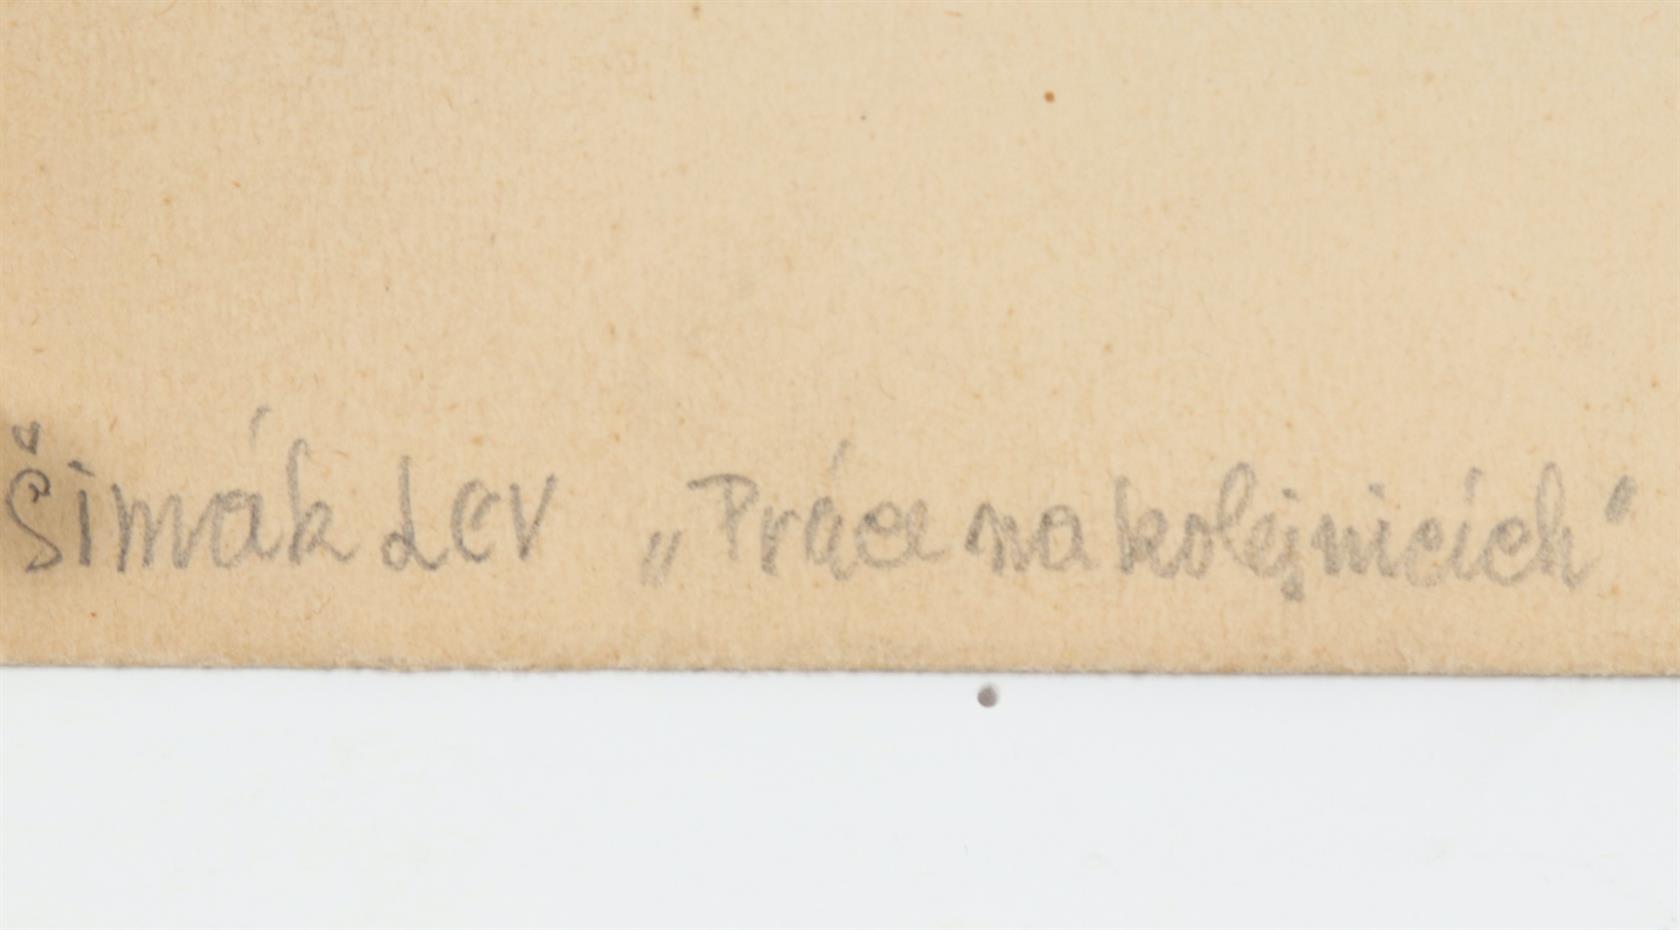 Šimák Lev „Práce na kolejnicích“